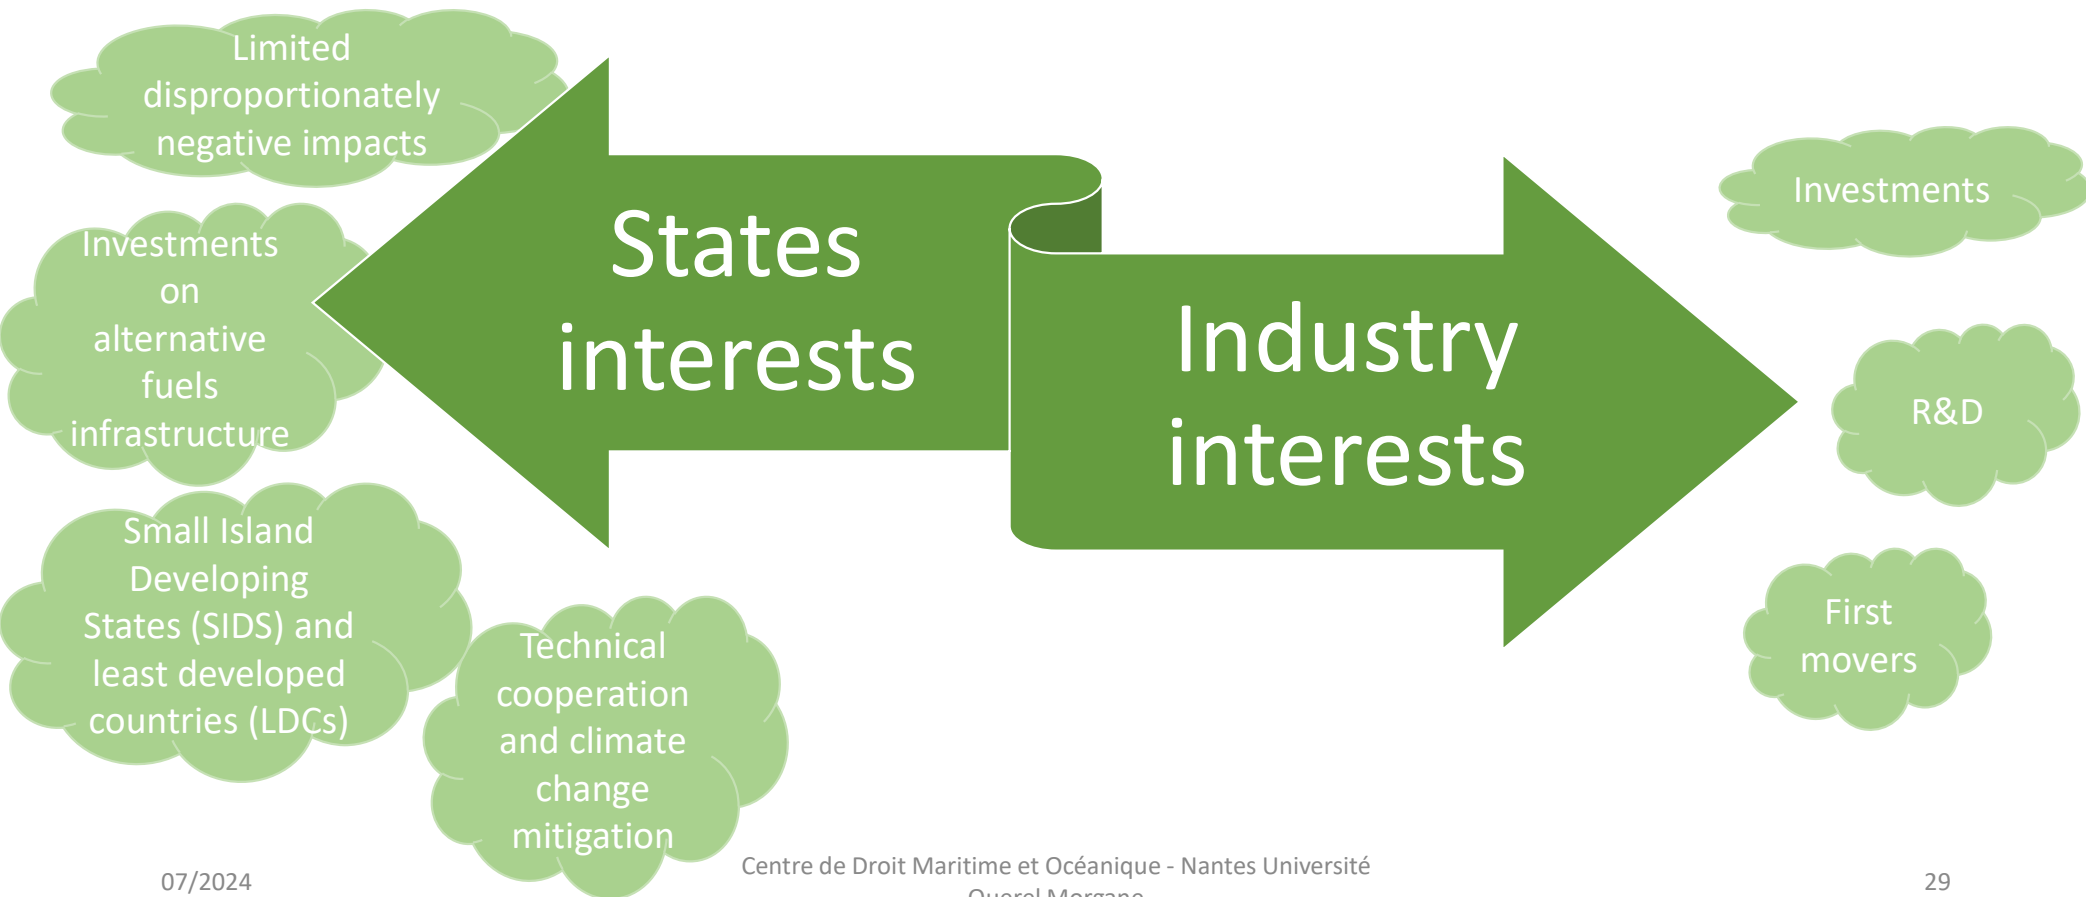 Limited
disproportionately
negative impacts
Investments
on
alternative
fuels
infrastructure
Small Island
Developing
States (SIDS) and
least developed
countries (LDCs)
Technical
cooperation
and climate
change
mitigation
States
interests
Industry
interests
Investments
R&D
First
movers
07/2024
Centre de Droit Maritime et Océanique - Nantes Université
Querel Morgane
29